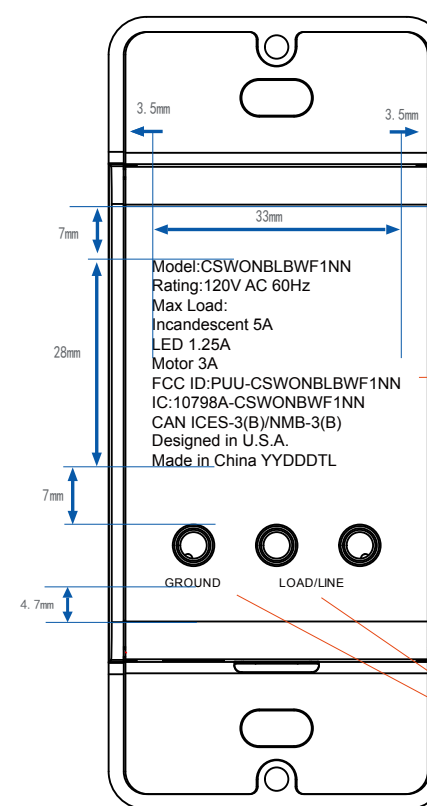 3.5mm 3.5mm
33mm
7mm
Model:CSWONBLBWF1NN
Rating:120V AC 60Hz
Max Load:
Incandescent 5A
28mm
LED 1.25A
Motor 3A
FCC ID:PUU-CSWONBLBWF1NN
IC:10798A-CSWONBWF1NN
CAN ICES-3(B)/NMB-3(B)
Designed in U.S.A.
Made in China YYDDDTL
7mm
GROUND LOAD/LINE
4.7mm